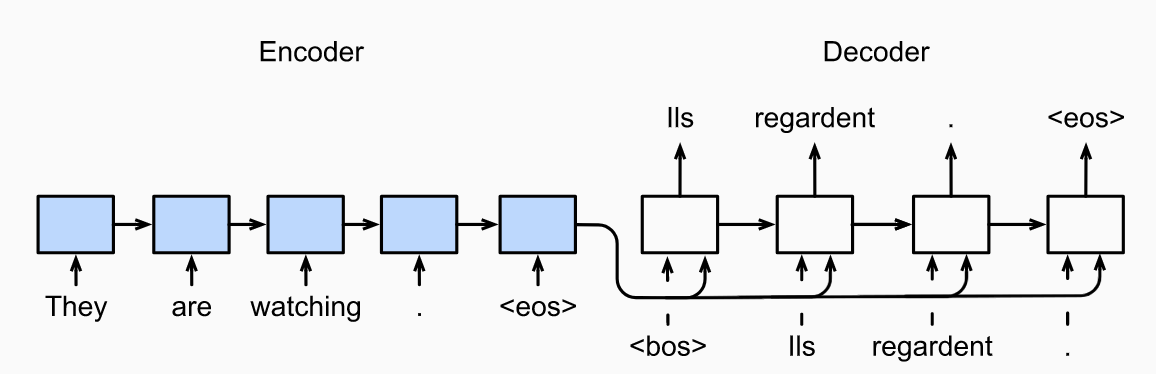 Encoder
Decoder
Ils regardent . <eos>
They are watching . <eos>
<bos> Ils regardent .